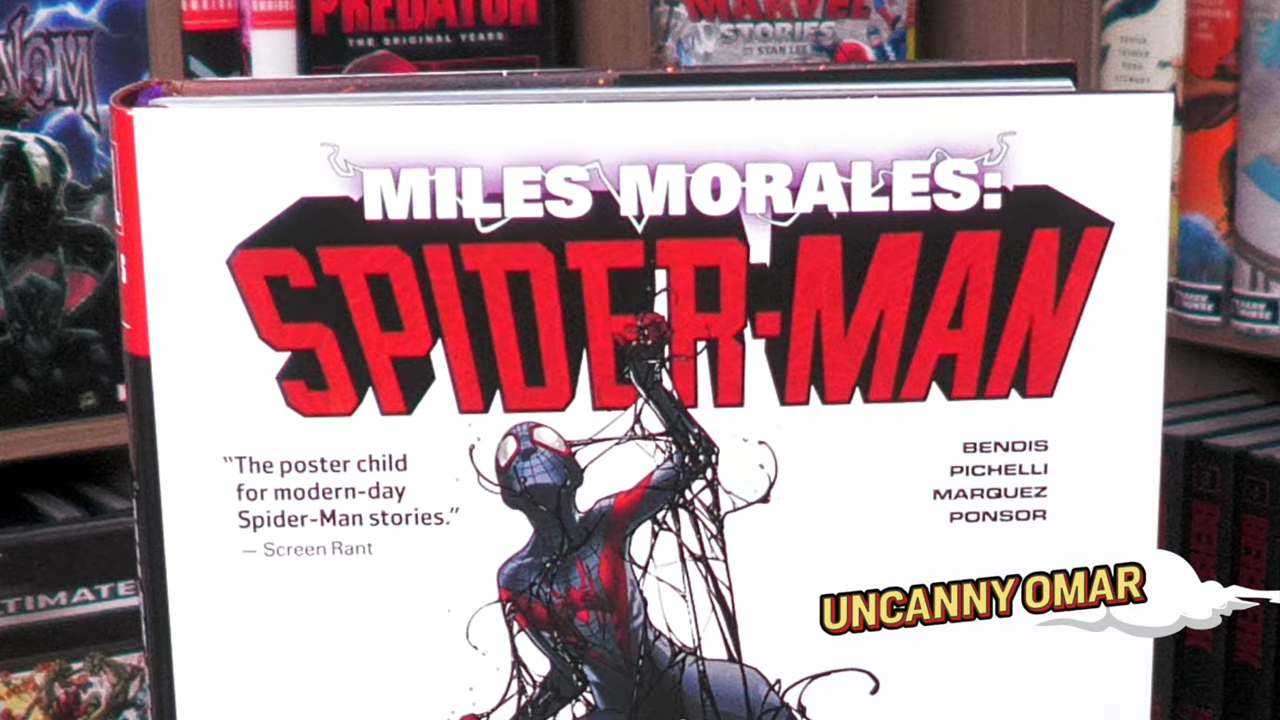 PREDATOR
THE ORIGINAL YEARS
MARVEL
STORIES
BY STAN LEE
MILES MORALES:
SPIDER-MAN
“The poster child
for modern-day
Spider-Man stories.”
— Screen Rant
BENDIS
PICHELLI
MARQUEZ
PONSOR
UNCANNY OMAR
TIMATE